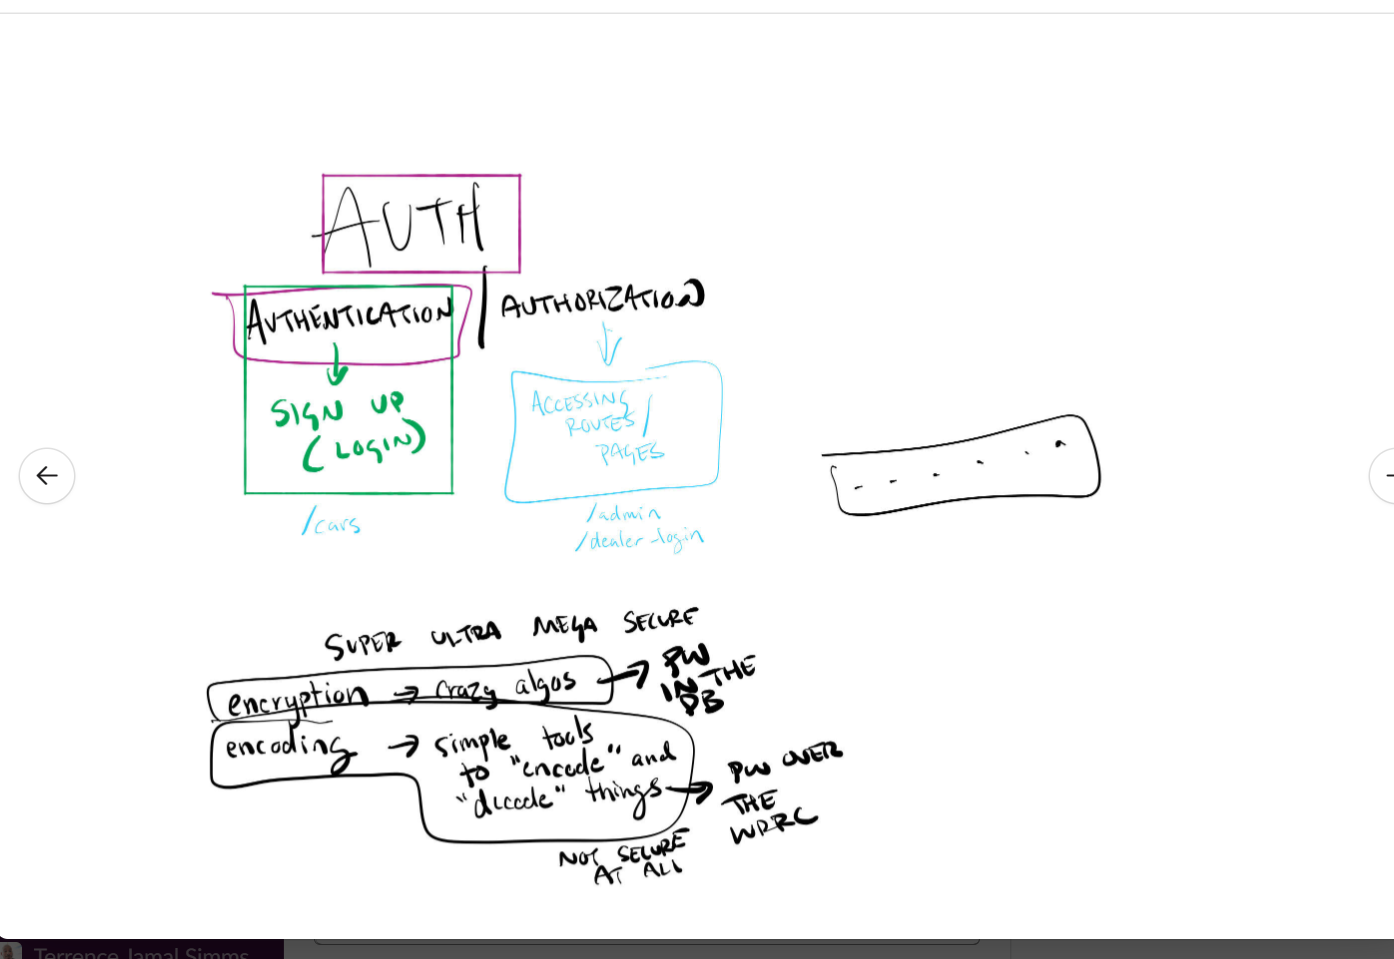 AUTH
AUTHENTICATION
AUTHORIZATION
SIGN UP
(LOGIN)
ACCESSING
ROUTES/
PAGES
/cars
/admin
/dealer-login
SUPER ULTRA MEGA SECURE
encryption → crazy algos → PW
IN THE
DB
encoding → simple tools
to "encode" and
"decode" things → PW OVER
THE
NOT SECURE
AT ALL
Terrence Jamal Simms